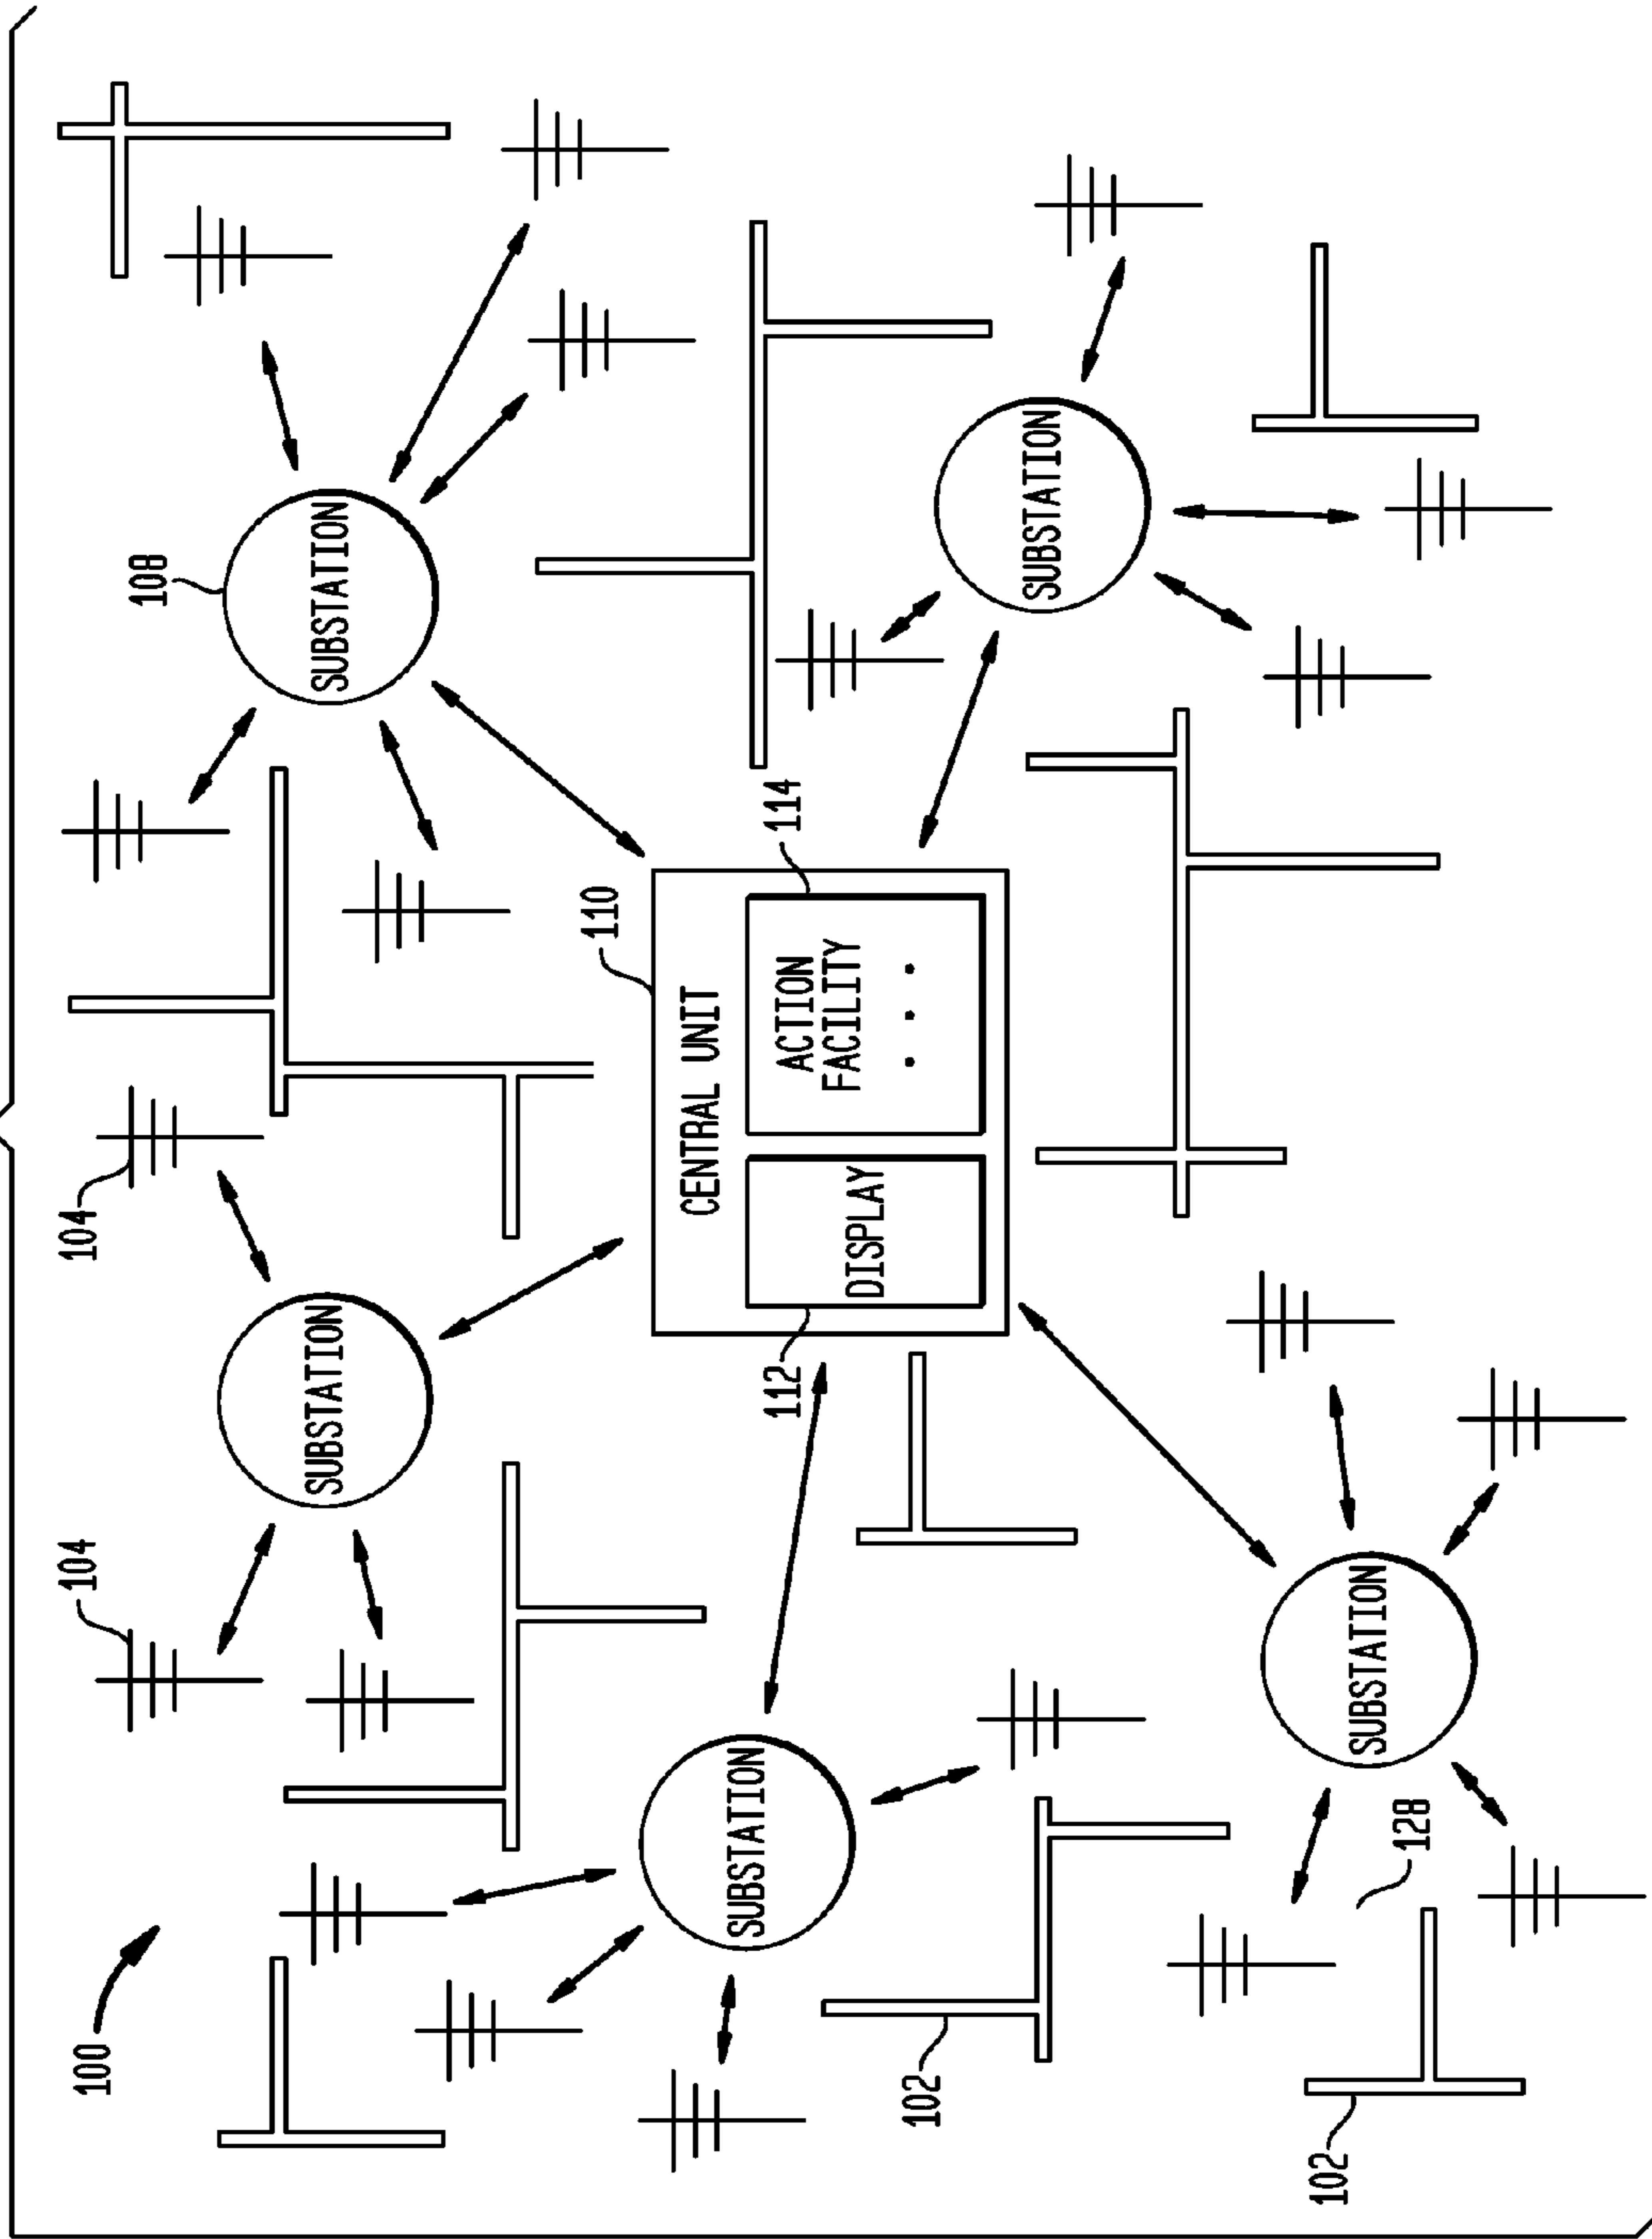 100
104
104
108
SUBSTATION
SUBSTATION
110
CENTRAL UNIT
SUBSTATION
112
114
ACTION
FACILITY
DISPLAY
102
SUBSTATION
102
SUBSTATION
128